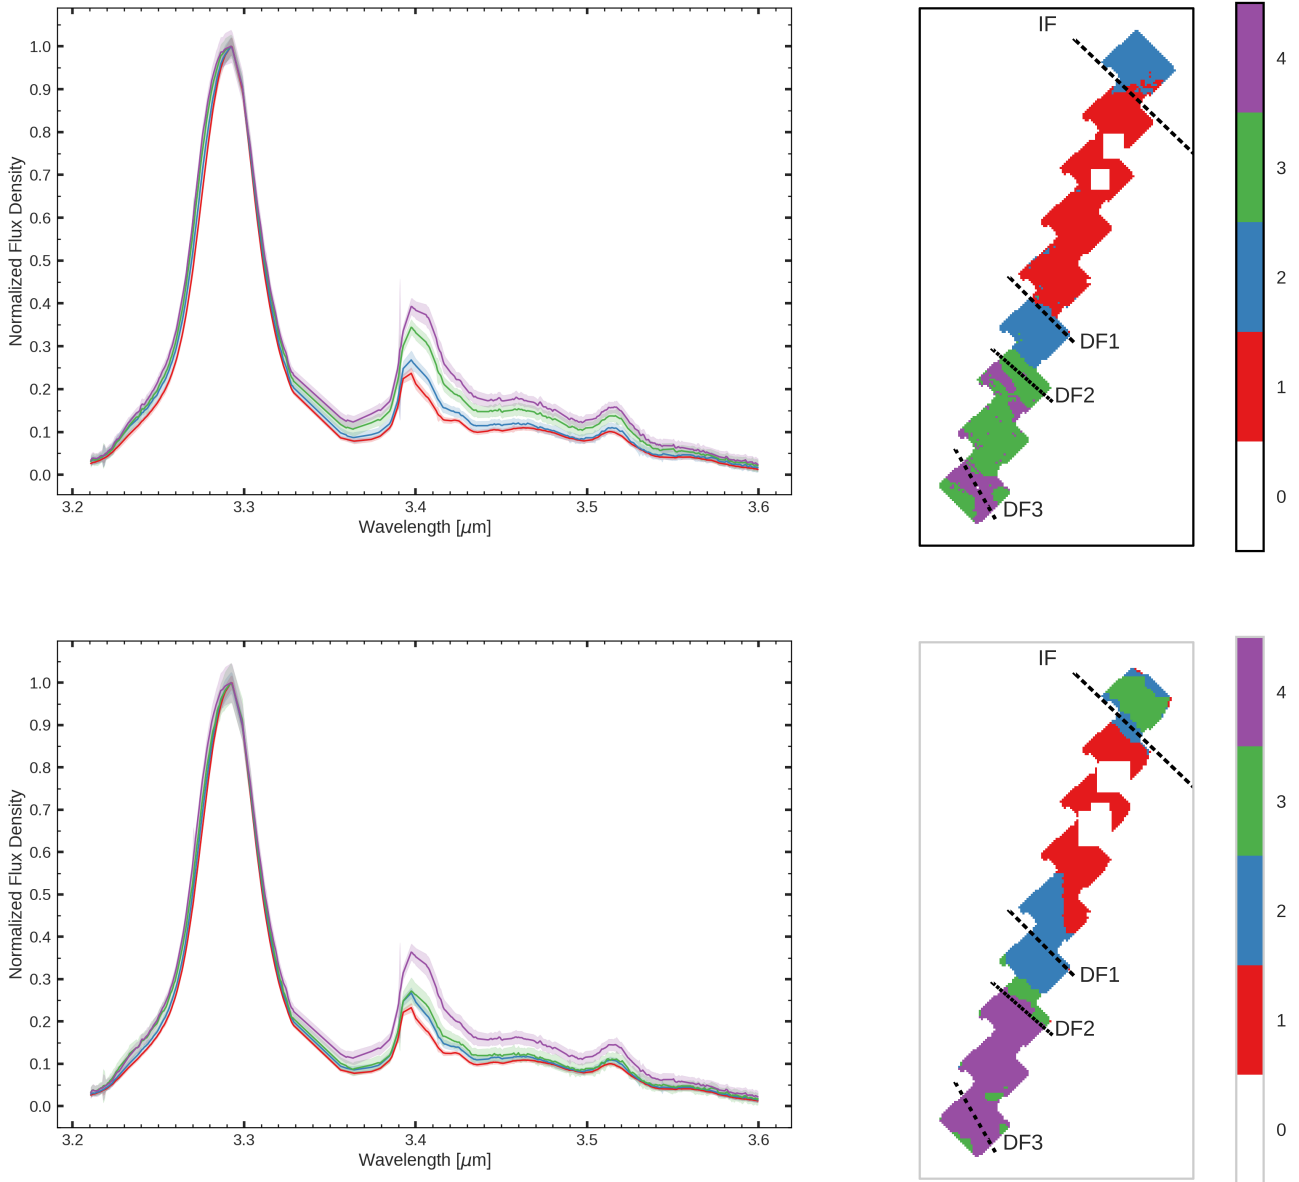 1.0
0.9
0.8
0.7
0.6
0.5
0.4
0.3
0.2
0.1
0.0
Normalized Flux Density
3.2 3.3 3.4 3.5 3.6
Wavelength [μm]
IF
DF1
DF2
DF3
4
3
2
1
0
1.0
0.9
0.8
0.7
0.6
0.5
0.4
0.3
0.2
0.1
0.0
Normalized Flux Density
3.2 3.3 3.4 3.5 3.6
Wavelength [μm]
IF
DF1
DF2
DF3
4
3
2
1
0